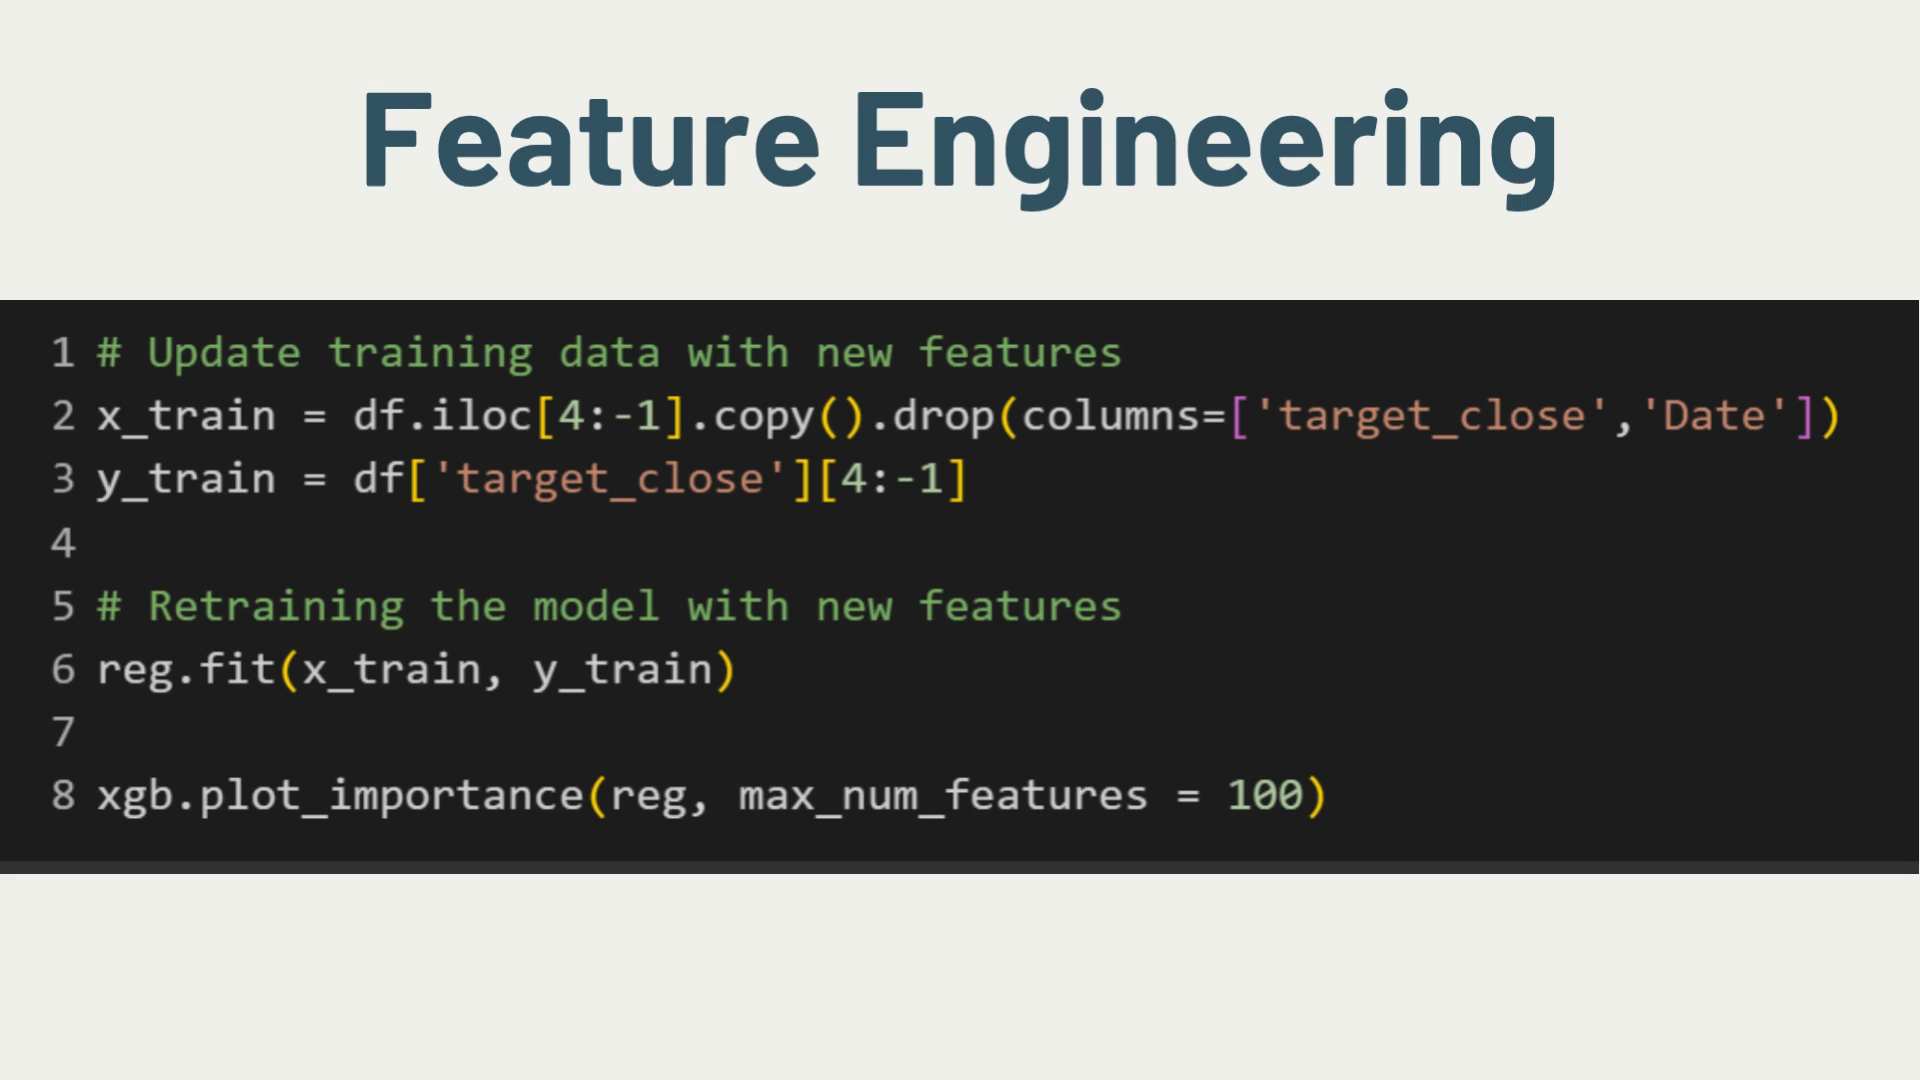 Feature Engineering
1 # Update training data with new features
2 x_train = df.iloc[4:-1].copy().drop(columns=['target_close','Date'])
3 y_train = df['target_close'][4:-1]
4
5 # Retraining the model with new features
6 reg.fit(x_train, y_train)
7
8 xgb.plot_importance(reg, max_num_features = 100)